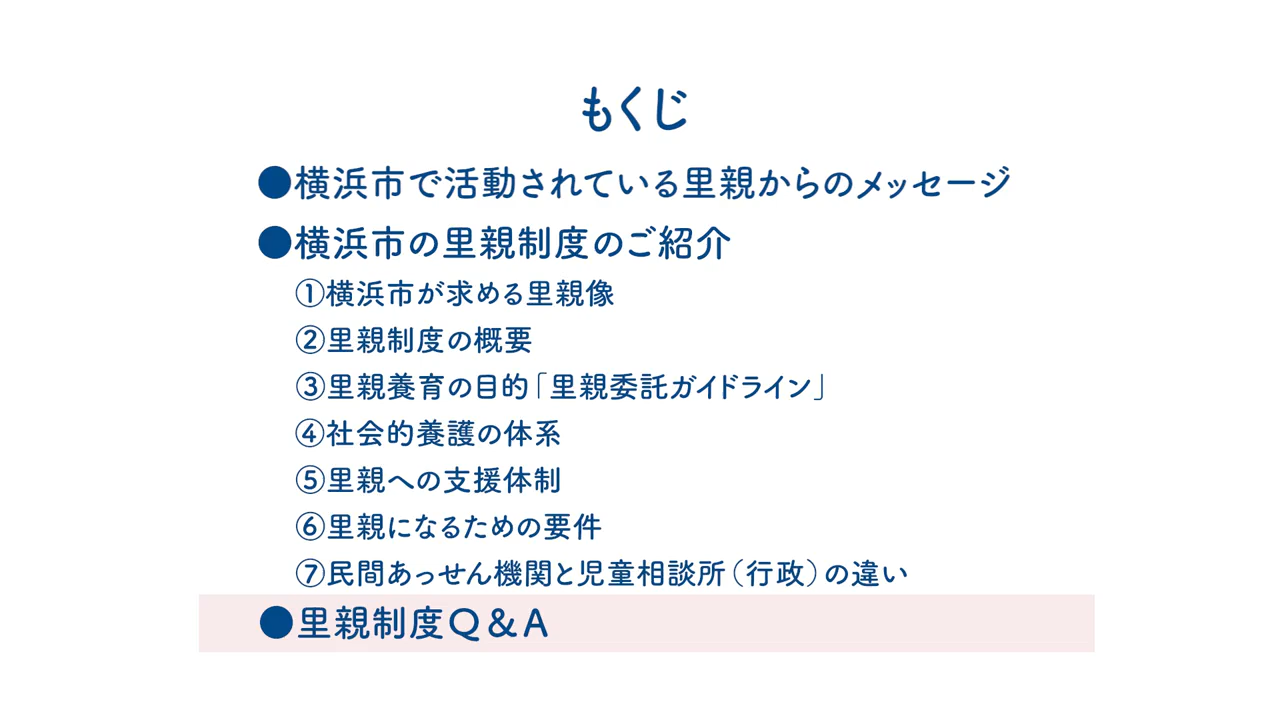 もくじ
●横浜市で活動されている里親からのメッセージ
●横浜市の里親制度のご紹介
①横浜市が求める里親像
②里親制度の概要
③里親養育の目的「里親委託ガイドライン」
④社会的養護の体系
⑤里親への支援体制
⑥里親になるための要件
⑦民間あっせん機関と児童相談所（行政）の違い
●里親制度Q＆A